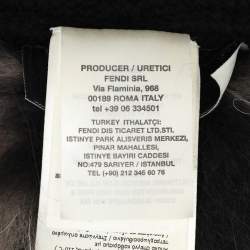 PRODUCER / URETICI
FENDI SRL
Via Flaminia, 968
00189 ROMA ITALY
tel +39 06 334501
TURKEY ITHALATÇI:
FENDI DIS TICARET LTD.STI.
ISTINYE PARK ALISVERIS MERKEZI,
PINAR MAHALLESI,
ISTINYE BAYIRI CADDESI
NO:479 SARIYER / ISTANBUL
TEL (+90) 212 345 60 76